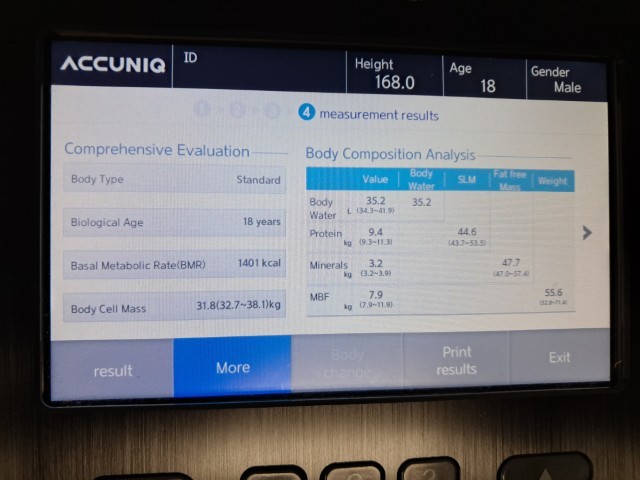 ACCUNIQ
ID
Height
168.0
Age
18
Gender
Male
4 measurement results
Comprehensive Evaluation
Body Type Standard
Biological Age 18 years
Basal Metabolic Rate(BMR) 1401 kcal
Body Cell Mass 31.8(32.7~38.1)kg
Body Composition Analysis
Value Body Water SLM Fat free Mass Weight
Body Water L 35.2 (34.3~41.9) 35.2
Protein kg 9.4 (9.3~11.3) 44.6 (43.7~53.5)
Minerals kg 3.2 (3.2~3.9) 47.7 (47.0~57.4)
MBF kg 7.9 (7.9~11.8) 55.6
result
More
Body change
Print results
Exit